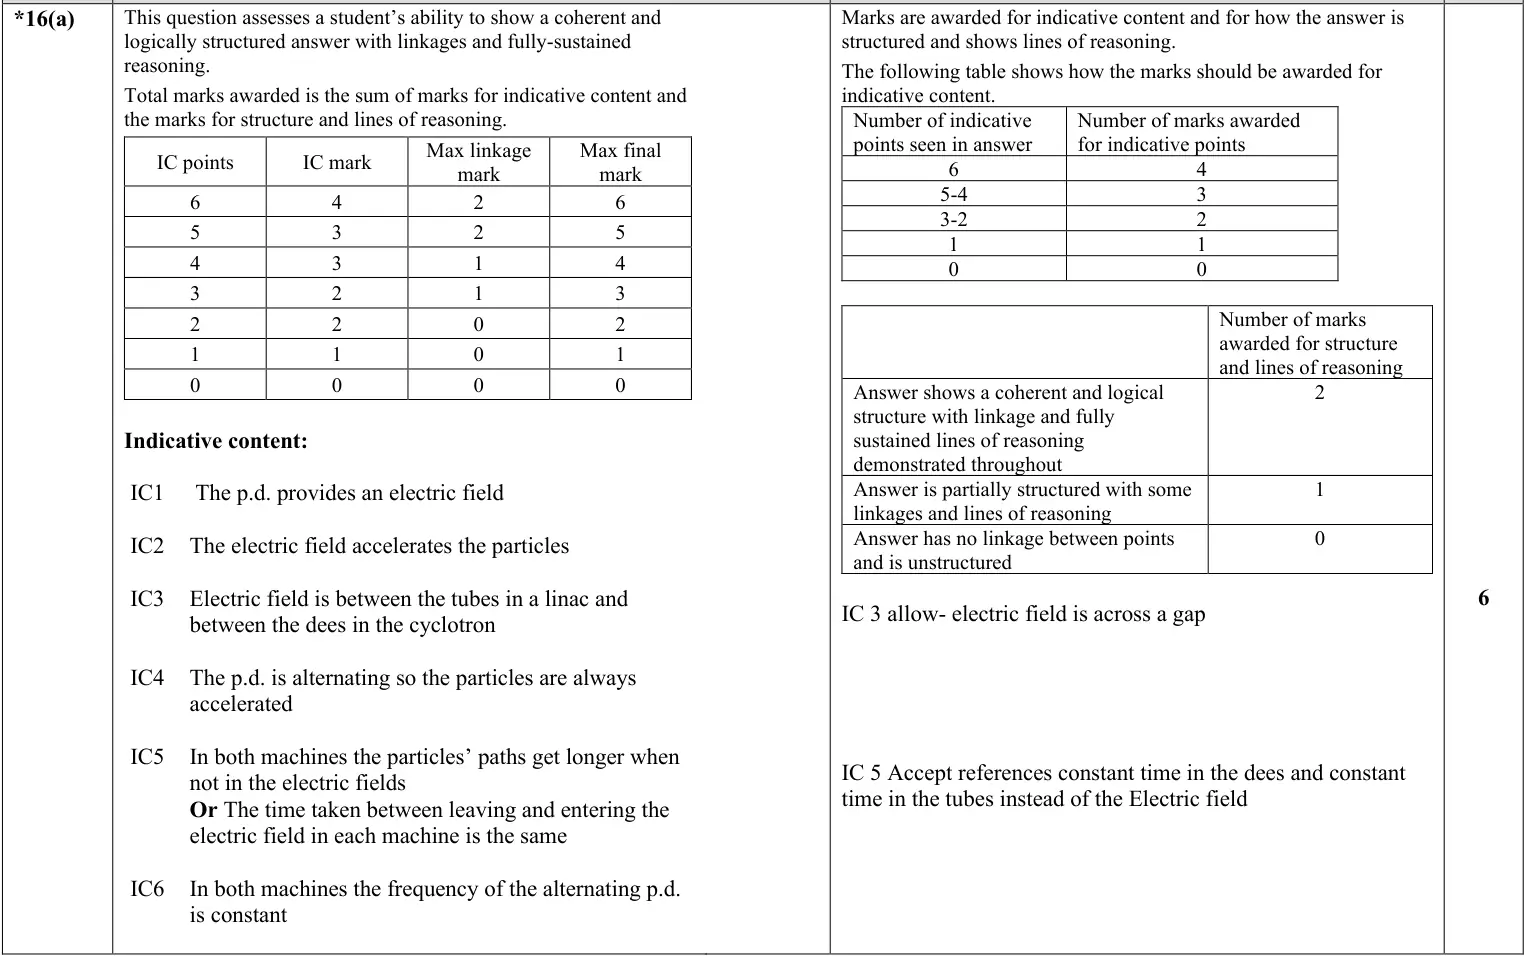 *16(a)
This question assesses a student’s ability to show a coherent and
logically structured answer with linkages and fully-sustained
reasoning.
Total marks awarded is the sum of marks for indicative content and
the marks for structure and lines of reasoning.
IC points IC mark Max linkage mark Max final mark
6 4 2 6
5 3 2 5
4 3 1 4
3 2 1 3
2 2 0 2
1 1 0 1
0 0 0 0
Indicative content:
IC1 The p.d. provides an electric field
IC2 The electric field accelerates the particles
IC3 Electric field is between the tubes in a linac and
between the dees in the cyclotron
IC4 The p.d. is alternating so the particles are always
accelerated
IC5 In both machines the particles’ paths get longer when
not in the electric fields
Or The time taken between leaving and entering the
electric field in each machine is the same
IC6 In both machines the frequency of the alternating p.d.
is constant
Marks are awarded for indicative content and for how the answer is
structured and shows lines of reasoning.
The following table shows how the marks should be awarded for
indicative content.
Number of indicative points seen in answer Number of marks awarded for indicative points
6 4
5-4 3
3-2 2
1 1
0 0
Number of marks
awarded for structure
and lines of reasoning
Answer shows a coherent and logical 2
structure with linkage and fully
sustained lines of reasoning
demonstrated throughout
Answer is partially structured with some 1
linkages and lines of reasoning
Answer has no linkage between points 0
and is unstructured
IC 3 allow- electric field is across a gap
IC 5 Accept references constant time in the dees and constant
time in the tubes instead of the Electric field
6